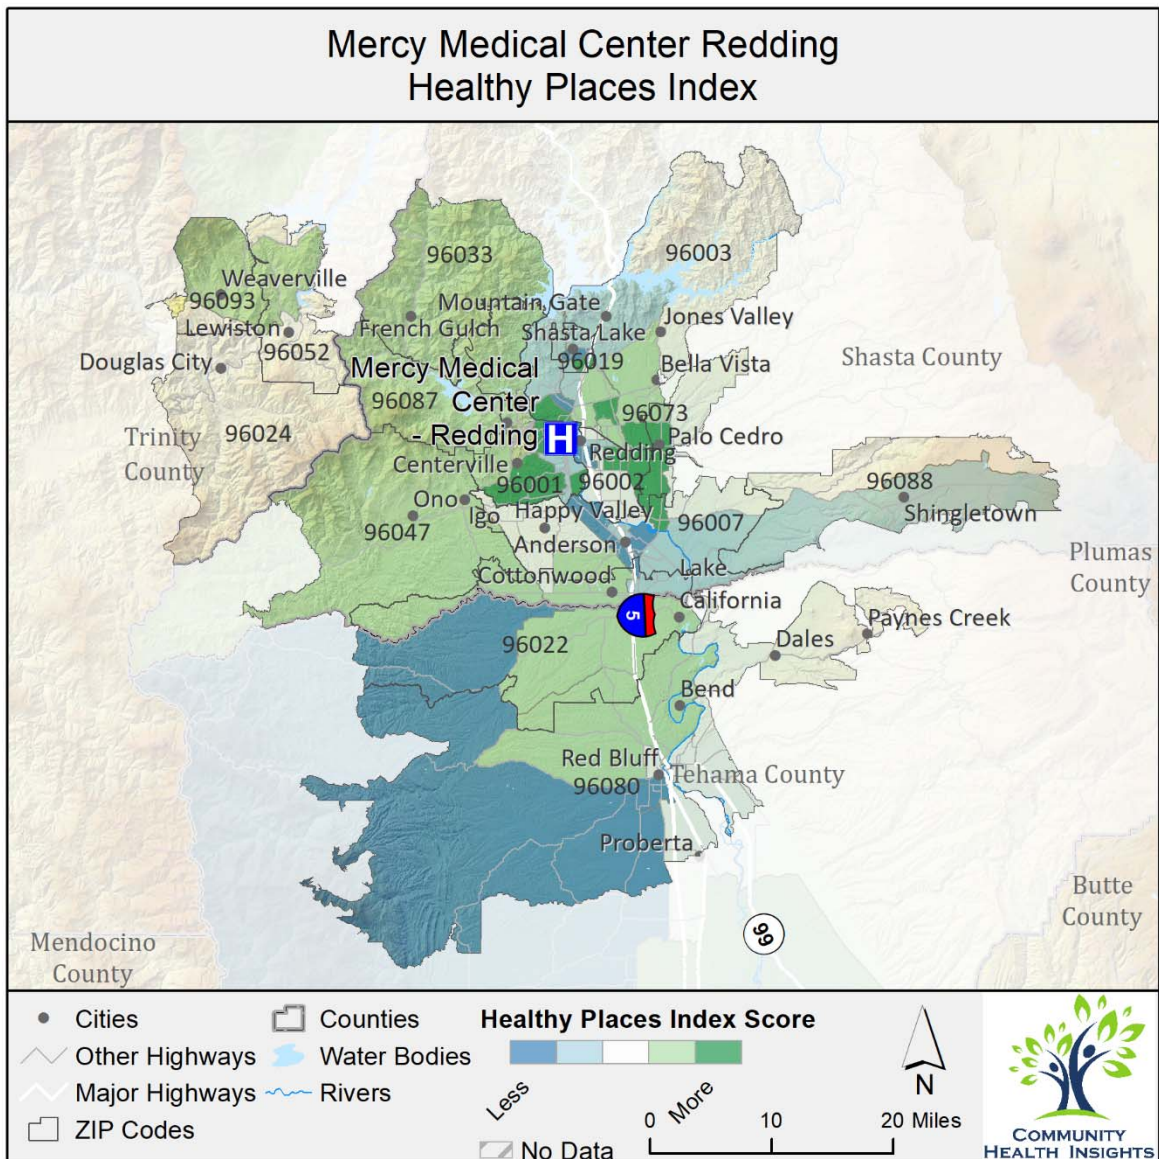 Mercy Medical Center Redding
Healthy Places Index
96033
96003
Weaverville
96093
Mountain Gate
Lewiston
French Gulch
Shasta Lake
Jones Valley
96052
96019
Shasta County
Douglas City
Mercy Medical
Center
- Redding
Bella Vista
96087
96073
Trinity
County
96024
H
Redding
Palo Cedro
Centerville
96001
96002
96088
Ono
Igo
Happy Valley
96007
Shingletown
96047
Anderson
Plumas
County
Cottonwood
Lake
California
5
Paynes Creek
96022
Dales
Bend
Red Bluff
Tehama County
96080
Proberta
Butte
County
99
Mendocino
County
Cities
Counties
Healthy Places Index Score
Other Highways
Water Bodies
Major Highways
Rivers
Less
More
N
ZIP Codes
No Data
0 10 20 Miles
COMMUNITY
HEALTH INSIGHTS